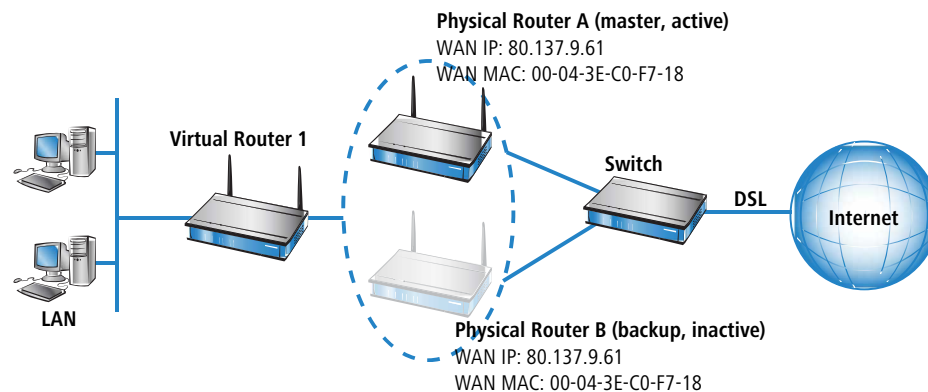 Physical Router A (master, active)
WAN IP: 80.137.9.61
WAN MAC: 00-04-3E-C0-F7-18
Virtual Router 1
Switch
DSL
Internet
LAN
Physical Router B (backup, inactive)
WAN IP: 80.137.9.61
WAN MAC: 00-04-3E-C0-F7-18